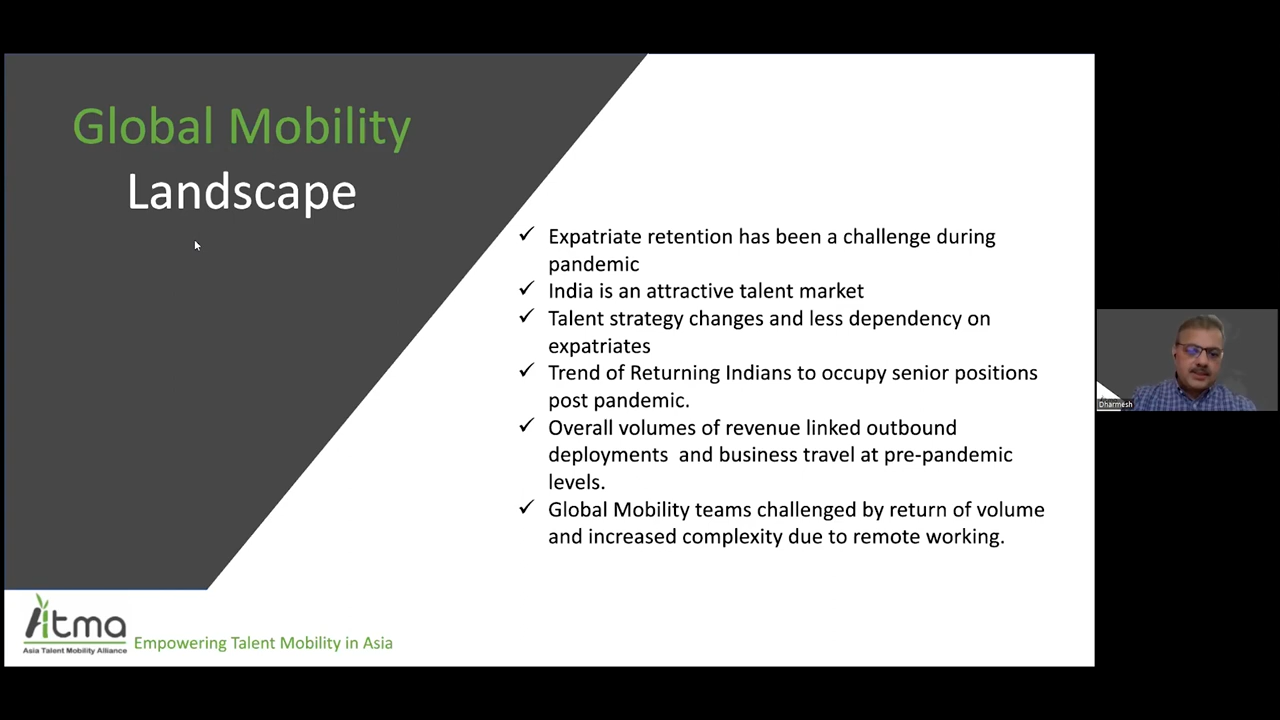 Global Mobility
Landscape
✓ Expatriate retention has been a challenge during
pandemic
✓ India is an attractive talent market
✓ Talent strategy changes and less dependency on
expatriates
✓ Trend of Returning Indians to occupy senior positions
post pandemic.
✓ Overall volumes of revenue linked outbound
deployments  and business travel at pre-pandemic
levels.
✓ Global Mobility teams challenged by return of volume
and increased complexity due to remote working.
Dharmesh
Atma
Asia Talent Mobility Alliance
Empowering Talent Mobility in Asia